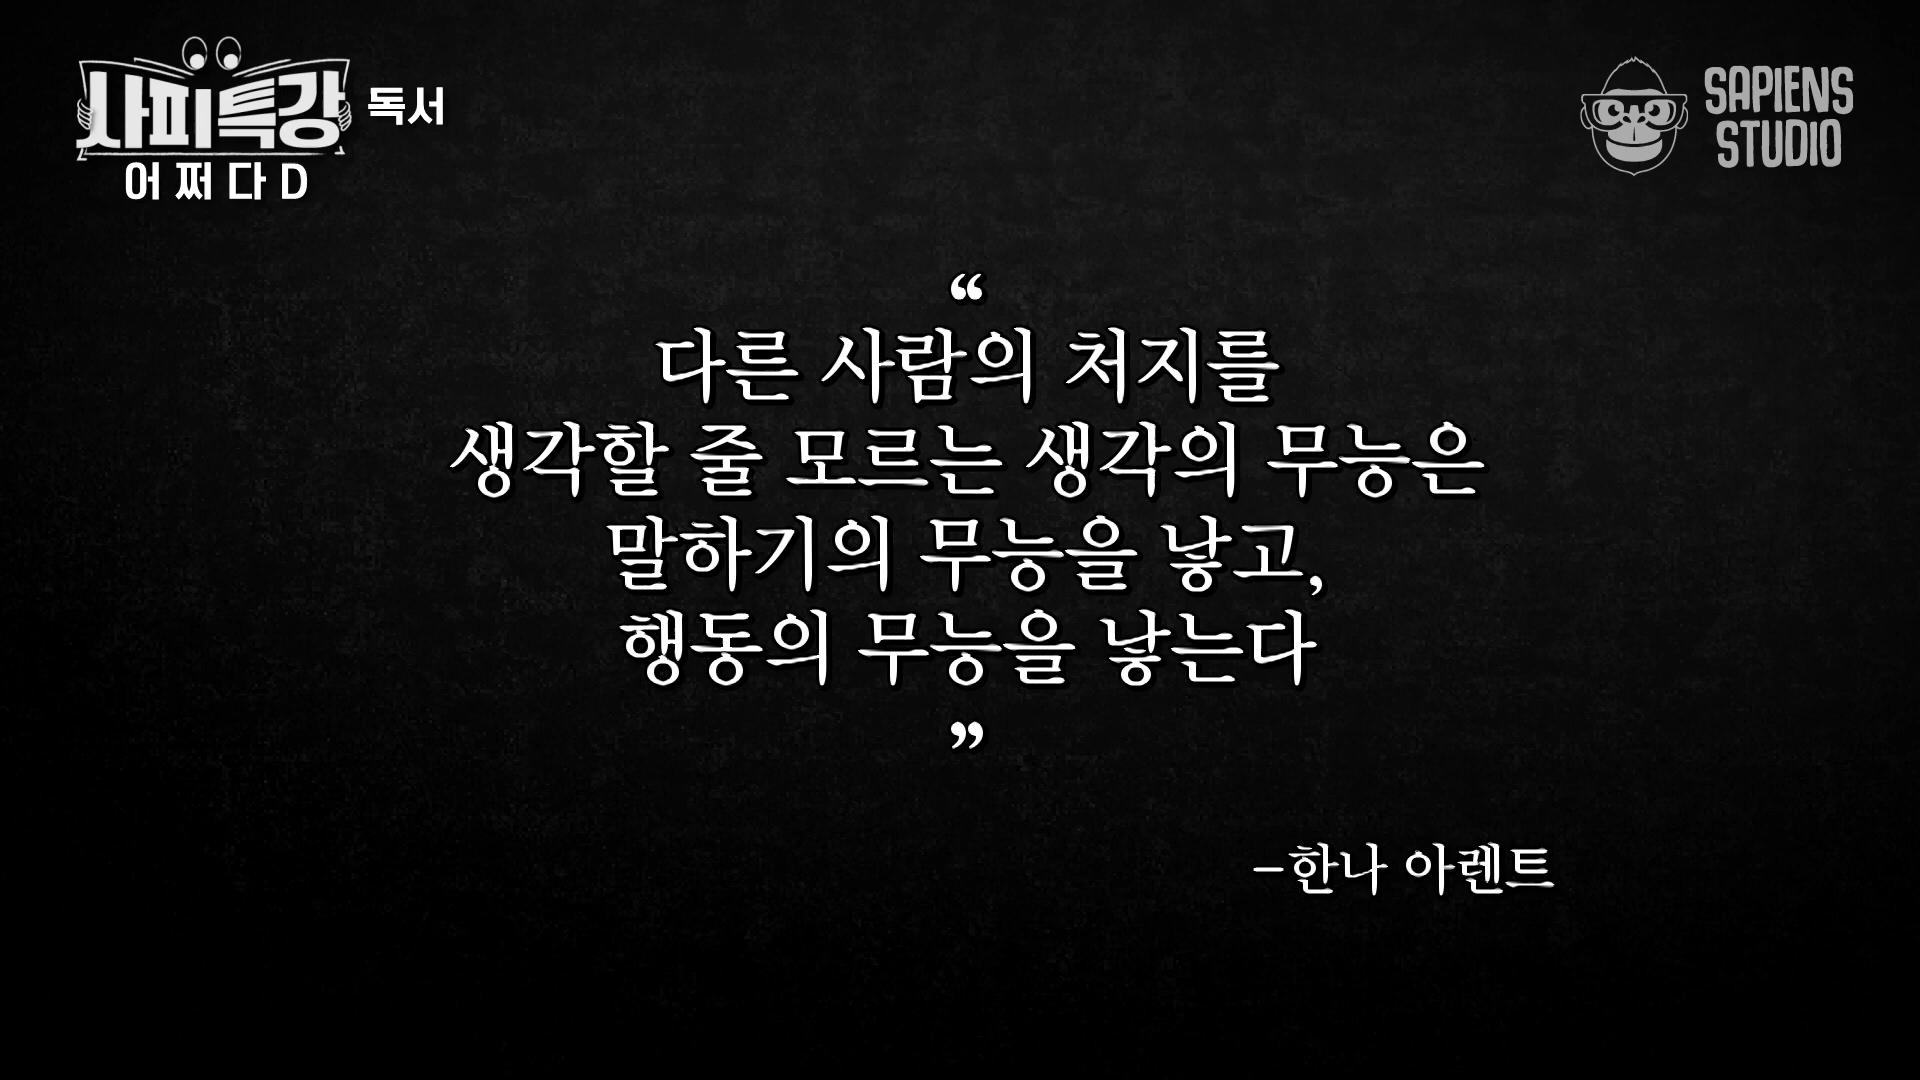 사피특강 독서
어쩌다D
SAPIENS
STUDIO
“
다른 사람의 처지를
생각할 줄 모르는 생각의 무능은
말하기의 무능을 낳고,
행동의 무능을 낳는다
”
-한나 아렌트